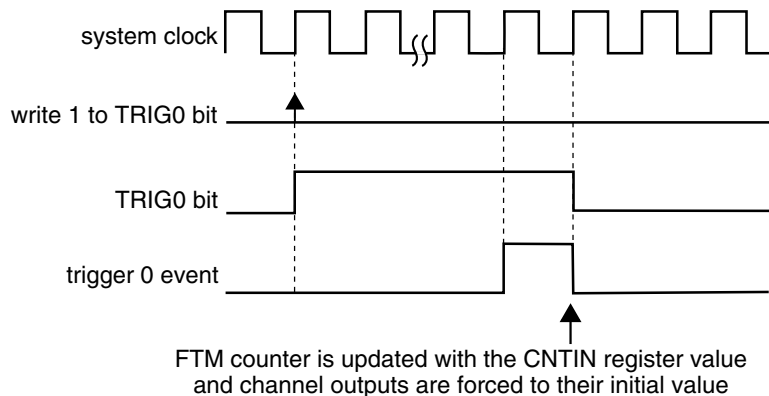 system clock
write 1 to TRIG0 bit
TRIG0 bit
trigger 0 event
FTM counter is updated with the CNTIN register value
and channel outputs are forced to their initial value